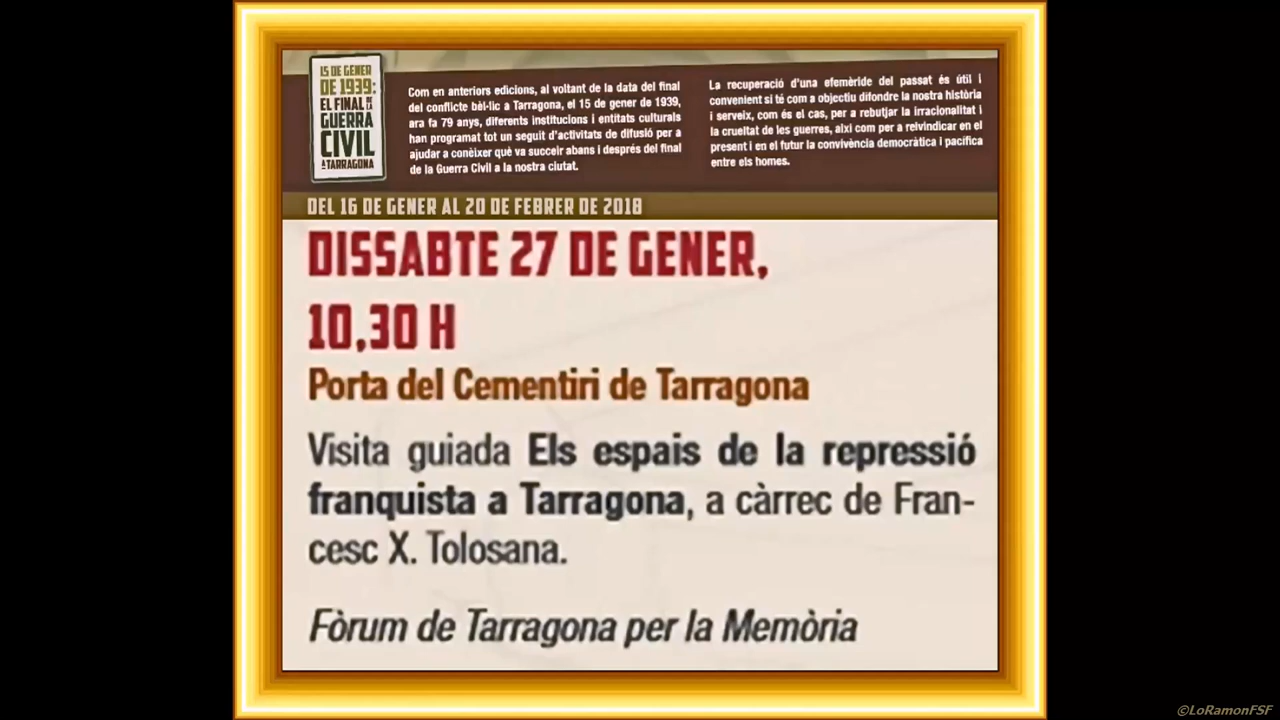 15 DE GENER
DE 1939:
EL FINAL DE LA
GUERRA
CIVIL
A TARRAGONA
Com en anteriors edicions, al voltant de la data del final
del conflicte bèl·lic a Tarragona, el 15 de gener de 1939,
ara fa 79 anys, diferents institucions i entitats culturals
han programat tot un seguit d'activitats de difusió per a
ajudar a conèixer què va succeir abans i després del final
de la Guerra Civil a la nostra ciutat.
La recuperació d'una efemèride del passat és útil i
convenient si té com a objectiu difondre la nostra història
i serveix, com és el cas, per a rebutjar la irracionalitat i
la crueltat de les guerres, així com per a reivindicar en el
present i en el futur la convivència democràtica i pacífica
entre els homes.
DEL 16 DE GENER AL 20 DE FEBRER DE 2018
DISSABTE 27 DE GENER,
10,30 H
Porta del Cementiri de Tarragona
Visita guiada Els espais de la repressió
franquista a Tarragona, a càrrec de Fran-
cesc X. Tolosana.
Fòrum de Tarragona per la Memòria
©LoRamonFSF